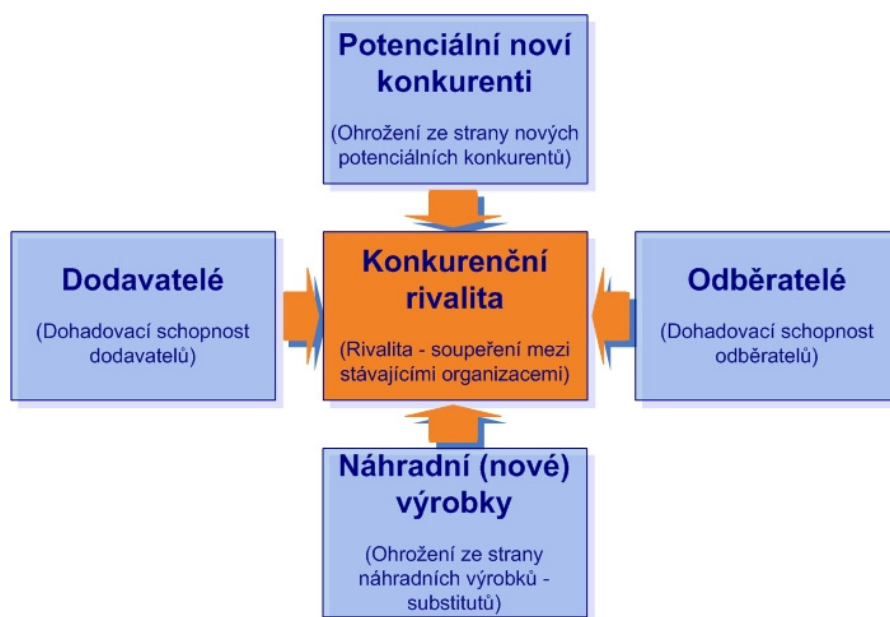 Potenciální noví
konkurenti
(Ohrožení ze strany nových
potenciálních konkurentů)
Dodavatelé
(Dohadovací schopnost
dodavatelů)
Konkurenční
rivalita
(Rivalita - soupeření mezi
stávajícími organizacemi)
Odběratelé
(Dohadovací schopnost
odběratelů)
Náhradní (nové)
výrobky
(Ohrožení ze strany
náhradních výrobků -
substitutů)